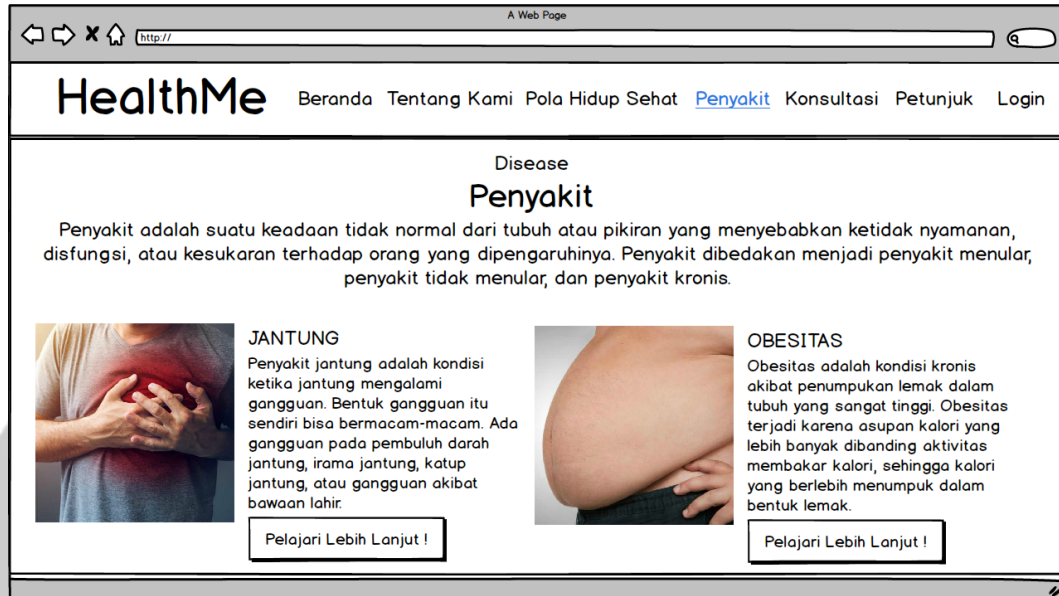 A Web Page
http://
HealthMe Beranda Tentang Kami Pola Hidup Sehat Penyakit Konsultasi Petunjuk Login
Disease
Penyakit
Penyakit adalah suatu keadaan tidak normal dari tubuh atau pikiran yang menyebabkan ketidak nyamanan,
disfungsi, atau kesukaran terhadap orang yang dipengaruhinya. Penyakit dibedakan menjadi penyakit menular,
penyakit tidak menular, dan penyakit kronis.
JANTUNG
Penyakit jantung adalah kondisi
ketika jantung mengalami
gangguan. Bentuk gangguan itu
sendiri bisa bermacam-macam. Ada
gangguan pada pembuluh darah
jantung, irama jantung, katup
jantung, atau gangguan akibat
bawaan lahir.
Pelajari Lebih Lanjut !
OBESITAS
Obesitas adalah kondisi kronis
akibat penumpukan lemak dalam
tubuh yang sangat tinggi. Obesitas
terjadi karena asupan kalori yang
lebih banyak dibanding aktivitas
membakar kalori, sehingga kalori
yang berlebih menumpuk dalam
bentuk lemak.
Pelajari Lebih Lanjut !